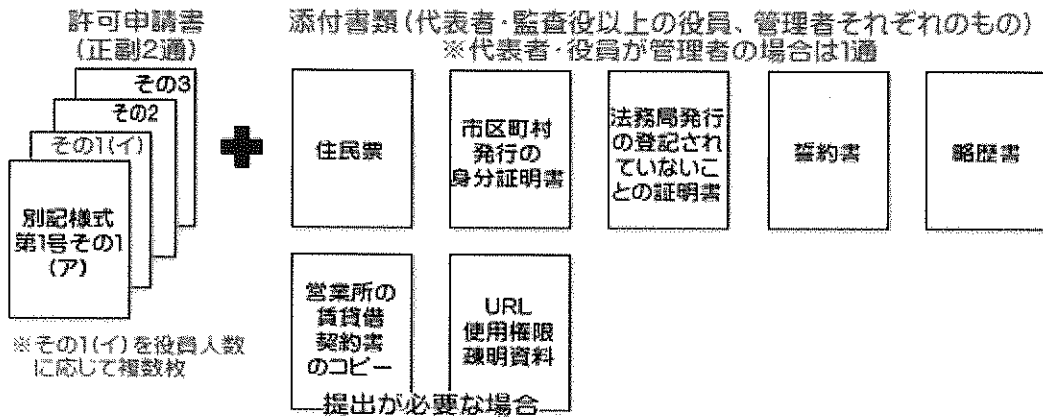 許可申請書
(正副2通)
添付書類(代表者・監査役以上の役員、管理者それぞれのもの)
※代表者・役員が管理者の場合は1通
その3
その2
その1(イ)
別記様式
第1号その1
(ア)
※その1(イ)を役員人数
に応じて複数枚
住民票
市区町村
発行の
身分証明書
法務局発行
の登記され
ていないこ
との証明書
誓約書
略歴書
営業所の
賃貸借
契約書
のコピー
URL
使用権限
疎明資料
提出が必要な場合